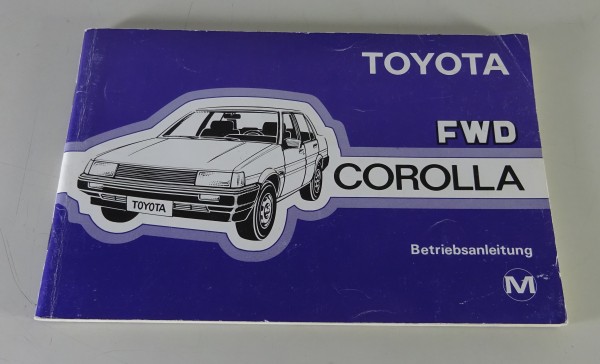 TOYOTA
FWD
COROLLA
TOYOTA
Betriebsanleitung
M